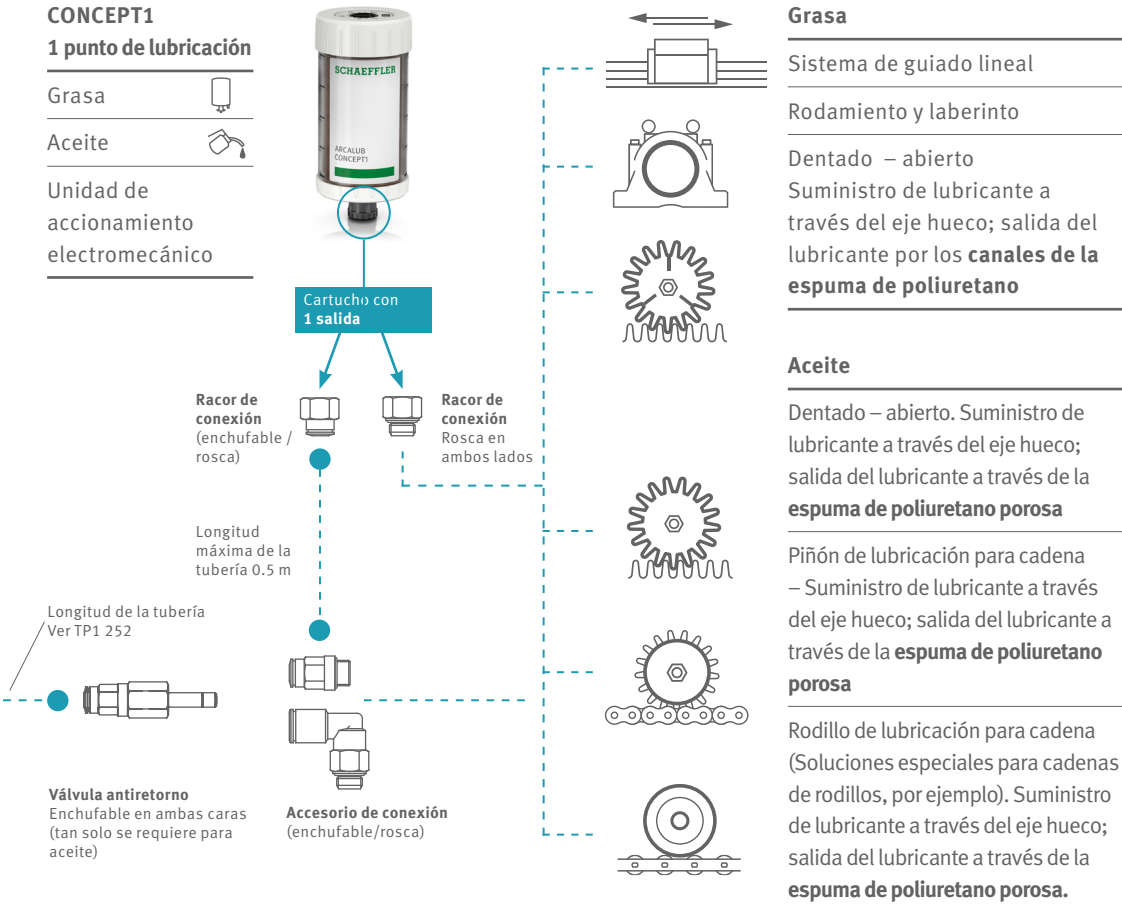 CONCEPT1
1 punto de lubricación
Grasa
Aceite
Unidad de
accionamiento
electromecánico
SCHAEFFLER
ARCALUB
CONCEPT1
Cartucho con
1 salida
Racor de
conexión
(enchufable /
rosca)
Racor de
conexión
Rosca en
ambos lados
Longitud
máxima de la
tubería 0.5 m
Longitud de la tubería
Ver TP1 252
Válvula antiretorno
Enchufable en ambas caras
(tan solo se requiere para
aceite)
Accesorio de conexión
(enchufable/rosca)
Grasa
Sistema de guiado lineal
Rodamiento y laberinto
Dentado – abierto
Suministro de lubricante a
través del eje hueco; salida del
lubricante por los canales de la
espuma de poliuretano
Aceite
Dentado – abierto. Suministro de
lubricante a través del eje hueco;
salida del lubricante a través de la
espuma de poliuretano porosa
Piñón de lubricación para cadena
– Suministro de lubricante a través
del eje hueco; salida del lubricante a
través de la espuma de poliuretano
porosa
Rodillo de lubricación para cadena
(Soluciones especiales para cadenas
de rodillos, por ejemplo). Suministro
de lubricante a través del eje hueco;
salida del lubricante a través de la
espuma de poliuretano porosa.